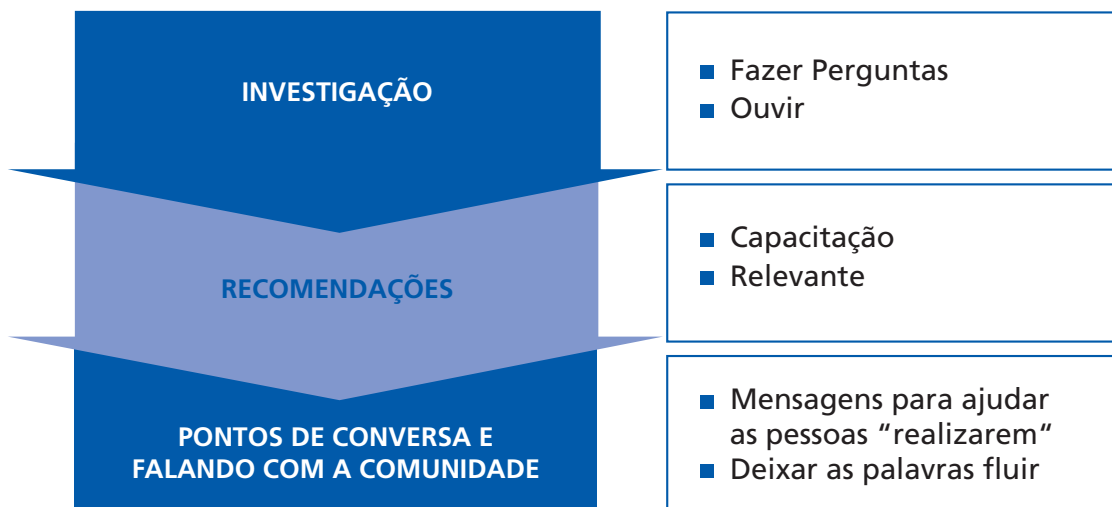 INVESTIGAÇÃO
Fazer Perguntas
Ouvir
RECOMENDAÇÕES
Capacitação
Relevante
PONTOS DE CONVERSA E
FALANDO COM A COMUNIDADE
Mensagens para ajudar
as pessoas “realizarem“
Deixar as palavras fluir